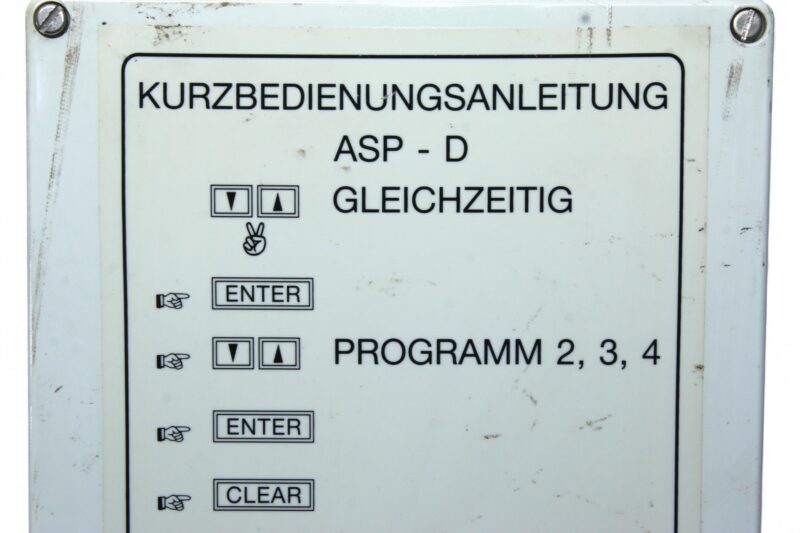 KURZBEDIENUNGSANLEITUNG
ASP - D
▼ ▲ GLEICHZEITIG
ENTER
▼ ▲ PROGRAMM 2, 3, 4
ENTER
CLEAR